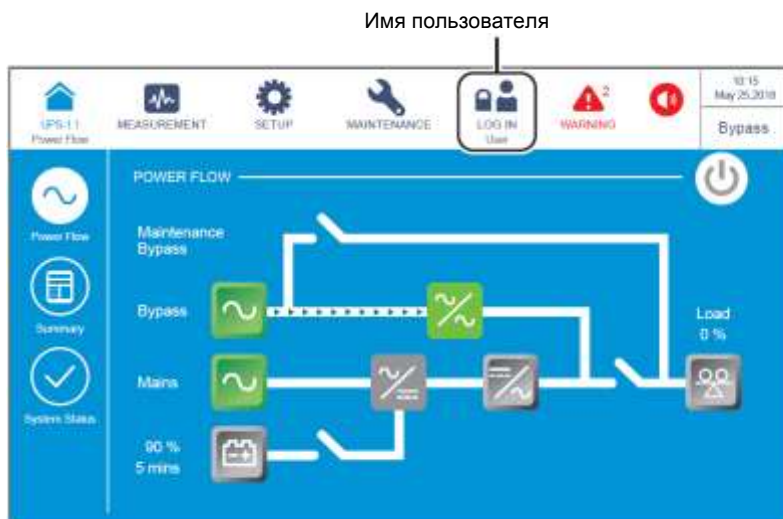 Имя пользователя
10:15
May 25,2018
UPS-1.1
Power Flow
MEASUREMENT
SETUP
MAINTENANCE
LOG IN
User
WARNING
2
Bypass
POWER FLOW
Power Flow
Maintenance
Bypass
Bypass
Summary
Load
0 %
Mains
System Status
90 %
5 mins